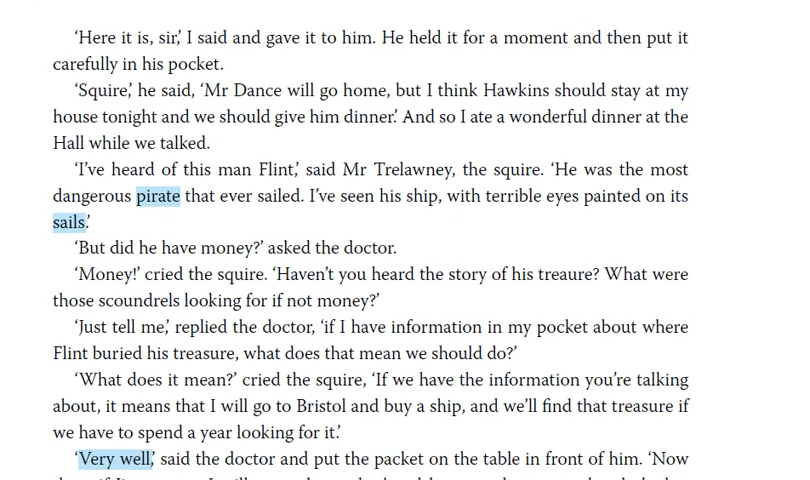 ‘Here it is, sir,’ I said and gave it to him. He held it for a moment and then put it
carefully in his pocket.
‘Squire,’ he said, ‘Mr Dance will go home, but I think Hawkins should stay at my
house tonight and we should give him dinner.’ And so I ate a wonderful dinner at the
Hall while we talked.
‘I’ve heard of this man Flint,’ said Mr Trelawney, the squire. ‘He was the most
dangerous pirate that ever sailed. I’ve seen his ship, with terrible eyes painted on its
sails.’
‘But did he have money?’ asked the doctor.
‘Money!’ cried the squire. ‘Haven’t you heard the story of his treaure? What were
those scoundrels looking for if not money?’
‘Just tell me,’ replied the doctor, ‘if I have information in my pocket about where
Flint buried his treasure, what does that mean we should do?’
‘What does it mean?’ cried the squire, ‘If we have the information you’re talking
about, it means that I will go to Bristol and buy a ship, and we’ll find that treasure if
we have to spend a year looking for it.’
‘Very well,’ said the doctor and put the packet on the table in front of him. ‘Now